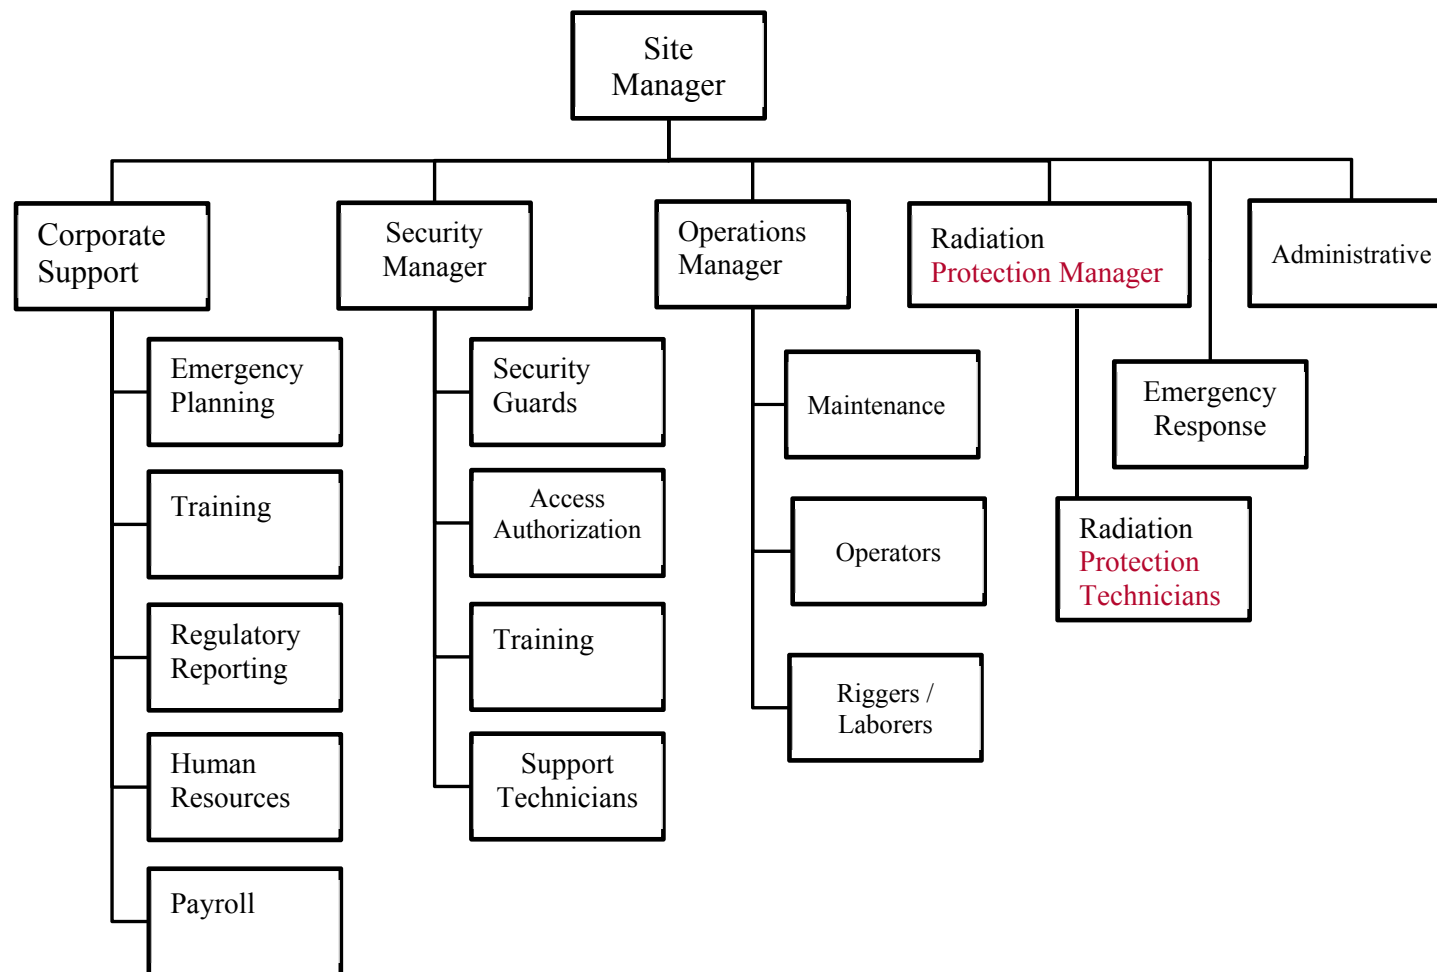 Site
Manager
Corporate
Support
Security
Manager
Operations
Manager
Radiation
Protection Manager
Administrative
Emergency
Planning
Training
Regulatory
Reporting
Human
Resources
Payroll
Security
Guards
Access
Authorization
Training
Support
Technicians
Maintenance
Operators
Riggers /
Laborers
Radiation
Protection
Technicians
Emergency
Response